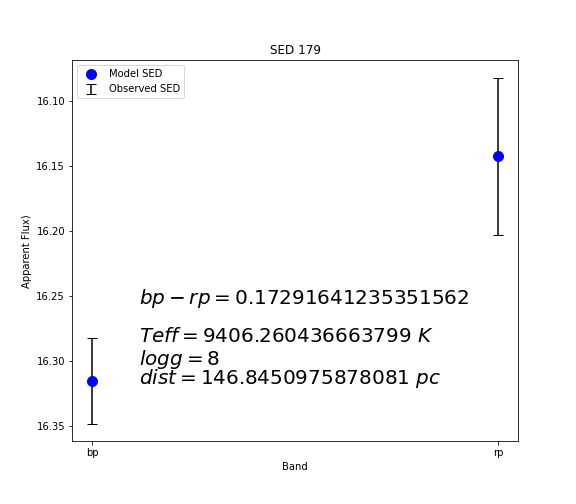 SED 179
Model SED
Observed SED
Apparent Flux)
16.10
16.15
16.20
16.25
16.30
16.35
bp − rp = 0.17291641235351562
Teff = 9406.260436663799 K
logg = 8
dist = 146.8450975878081 pc
bp
rp
Band